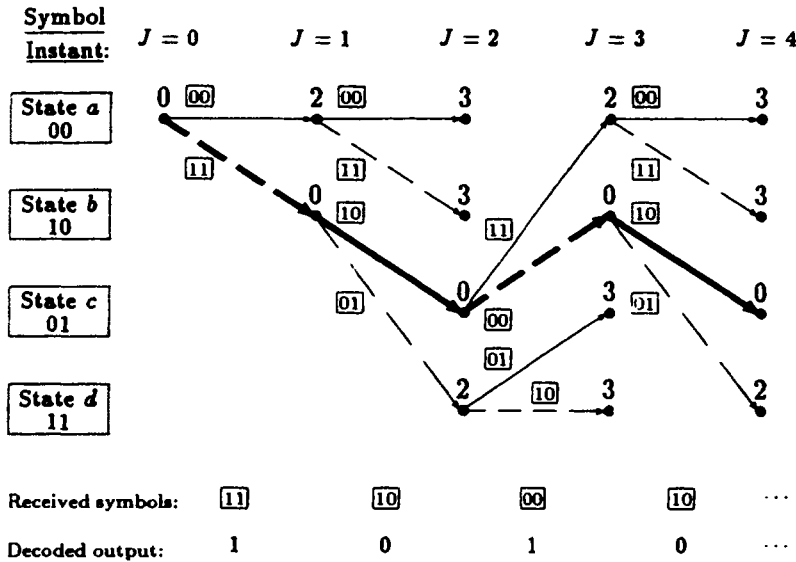 Symbol
Instant: J = 0 J = 1 J = 2 J = 3 J = 4
0 00 2 00 3 2 00 3
State a
00
11 11 11
0 10 3 0 10 3
State b
10
11
0 3 0
State c
01
01 00 01
01
2 10 3 2
State d
11
Received symbols: 11 10 00 10 ...
Decoded output: 1 0 1 0 ...